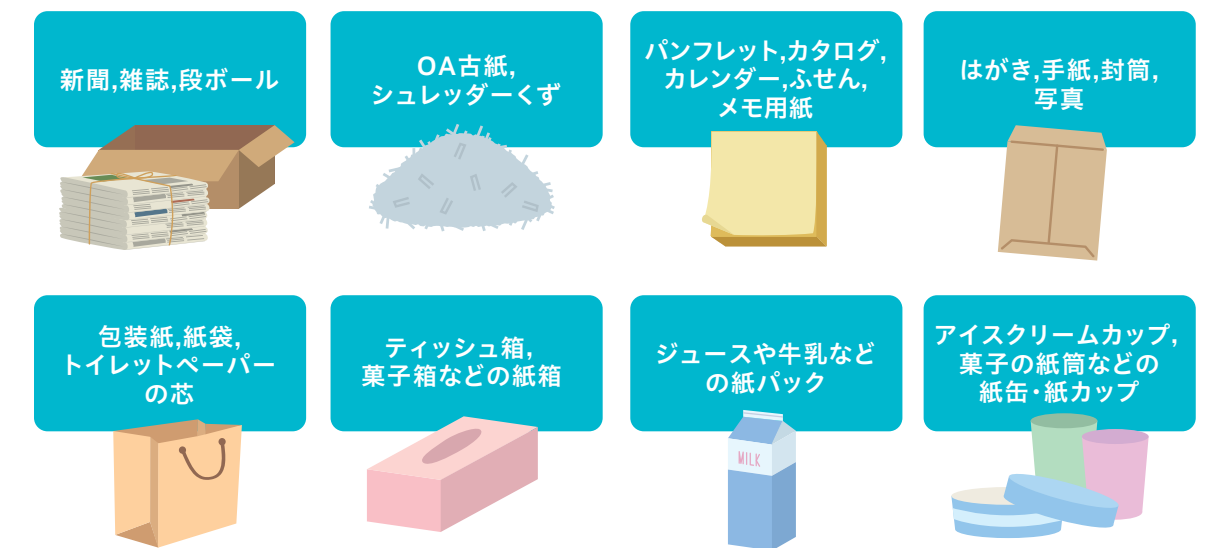 新聞,雑誌,段ボール
OA古紙,
シュレッダーくず
パンフレット,カタログ,
カレンダー,ふせん,
メモ用紙
はがき,手紙,封筒,
写真
包装紙,紙袋,
トイレットペーパー
の芯
ティッシュ箱,
菓子箱などの紙箱
ジュースや牛乳など
の紙パック
MILK
アイスクリームカップ,
菓子の紙筒などの
紙缶・紙カップ